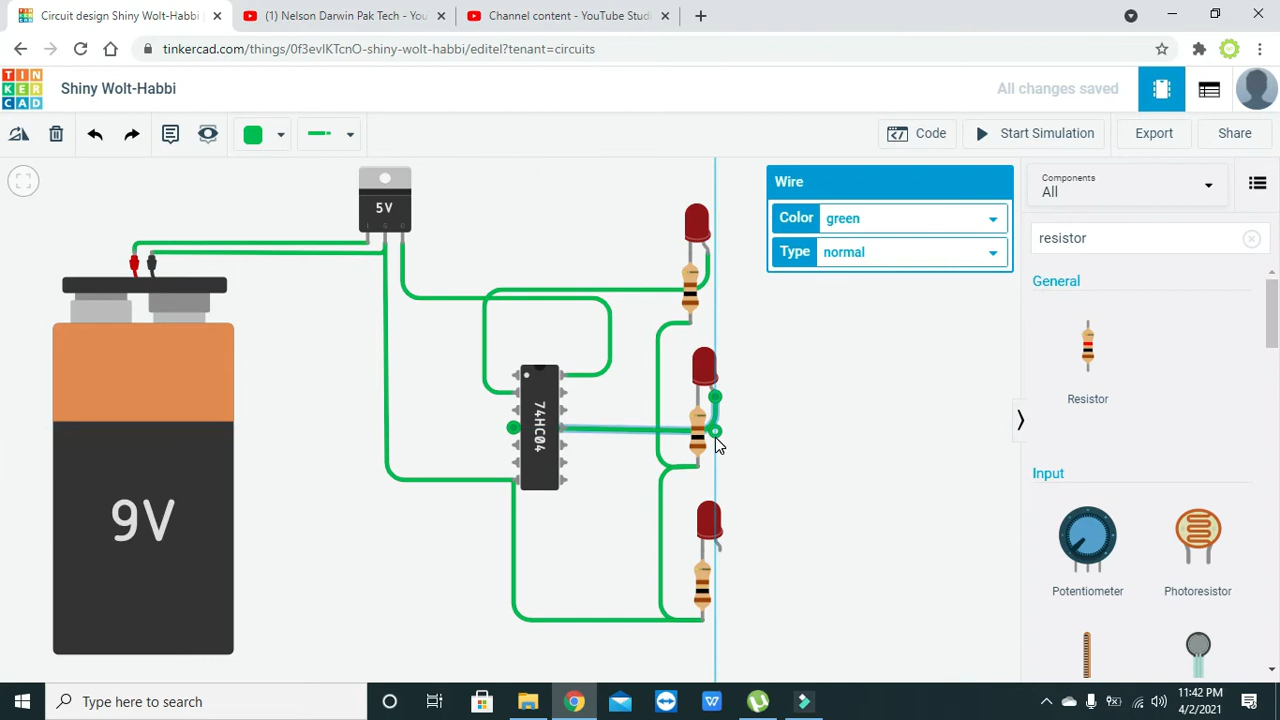 Circuit design Shiny Wolt-Habbi
(1) Nelson Darwin Pak Tech - You
Channel content - YouTube Studi
tinkercad.com/things/0f3evlKTcnO-shiny-wolt-habbi/editel?tenant=circuits
TIN
KER
CAD
Shiny Wolt-Habbi
All changes saved
Code
Start Simulation
Export
Share
Wire
Color green
Type normal
Components
All
resistor
General
Resistor
Input
Potentiometer
Photoresistor
5V
I G O
9V
74HC04
Type here to search
11:42 PM
4/2/2021